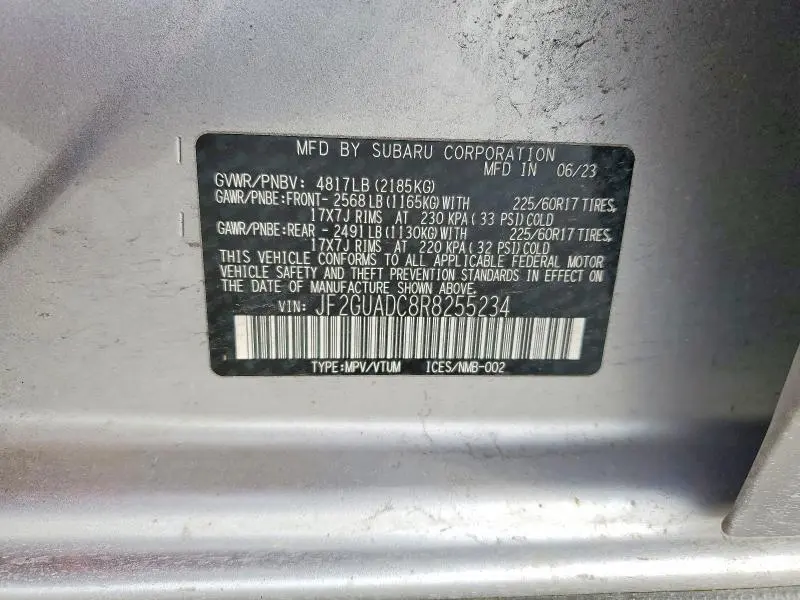 MFD BY SUBARU CORPORATION
MFD IN 06/23
GVWR/PNBV: 4817LB (2185KG)
GAWR/PNBE:FRONT- 2568LB (1165KG)WITH 225/60R17 TIRES,
17X7J RIMS AT 230 KPA ( 33 PSI)COLD
GAWR/PNBE:REAR - 2491LB (1130KG)WITH 225/60R17 TIRES,
17X7J RIMS AT 220 KPA ( 32 PSI)COLD
THIS VEHICLE CONFORMS TO ALL APPLICABLE FEDERAL MOTOR
VEHICLE SAFETY AND THEFT PREVENTION STANDARDS IN EFFECT ON
THE DATE OF MANUFACTURE SHOWN ABOVE.
VIN: JF2GUADC8R8255234
TYPE:MPV/VTUM ICES/NMB-002